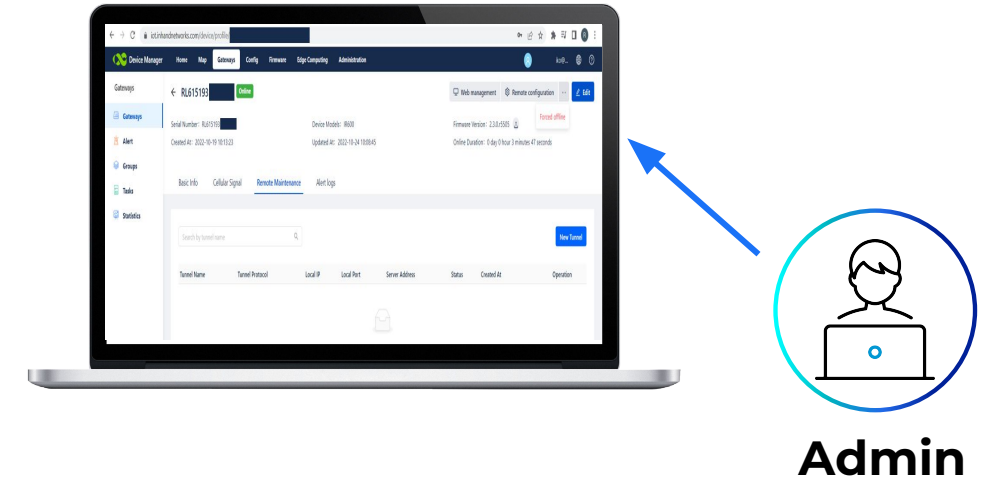 iot.inhandnetworks.com/device/profile/
Device Manager Home Map Gateways Config Firmware Edge Computing Administration
Gateways
RL615193 Online Web management Remote configuration ... Edit
Gateways
Forced offline
Serial Number: RL615193 Device Models: IR600 Firmware Version: 2.3.0.r5595
Alert
Created At: 2022-10-19 10:13:23 Updated At: 2022-10-24 10:08:45 Online Duration: 0 day 0 hour 3 minutes 47 seconds
Groups
Basic Info Cellular Signal Remote Maintenance Alert logs
Tasks
Statistics
Search by tunnel name New Tunnel
Tunnel Name Tunnel Protocol Local IP Local Port Server Address Status Created At Operation
Admin